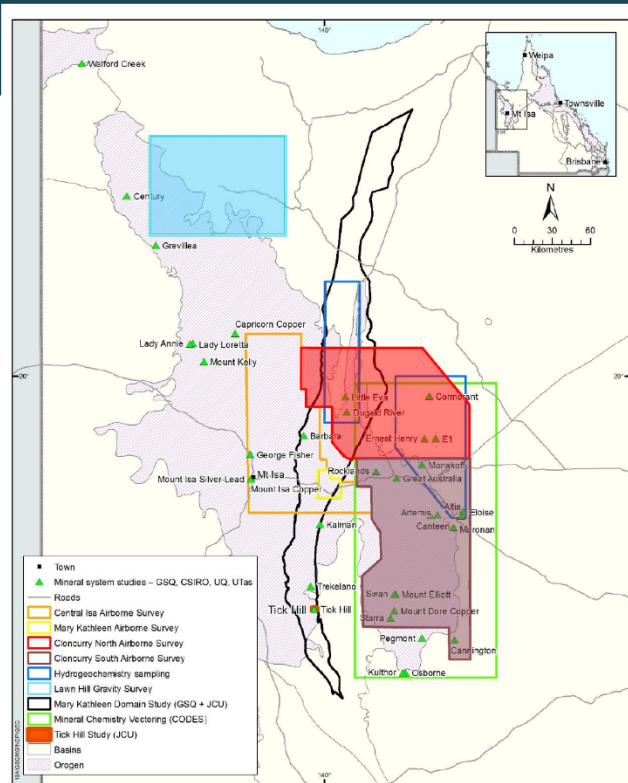 140°
Walford Creek
Weipa
Townsville
Mt Isa
Brisbane
N
0 15 30 60
Kilometres
Century
Grevillea
Capricorn Copper
Lady Annie
Lady Loretta
Mount Kelly
20°
20°
Little Eva
Cormorant
Dugald River
Barbara
Ernest Henry
E1
George Fisher
Rocklands
Monakoff
Mount Isa Silver-Lead
Mt-Isa
Great Australia
Mount Isa Copper
Altia
Eloise
Artemis
Kalman
Canteen
Maronan
Trekelano
Swan
Mount Elliott
Tick Hill
Tick Hill
Mount Dore Copper
Starra
Pegmont
Cannington
Kulthor
Osborne
Town
Mineral system studies – GSQ, CSIRO, UQ, UTas
Roads
Central Isa Airborne Survey
Mary Kathleen Airborne Survey
Cloncurry North Airborne Survey
Cloncurry South Airborne Survey
Hydrogeochemistry sampling
Lawn Hill Gravity Survey
Mary Kathleen Domain Study (GSQ + JCU)
Mineral Chemistry Vectoring (CODES)
Tick Hill Study (JCU)
Basins
Orogen
140°